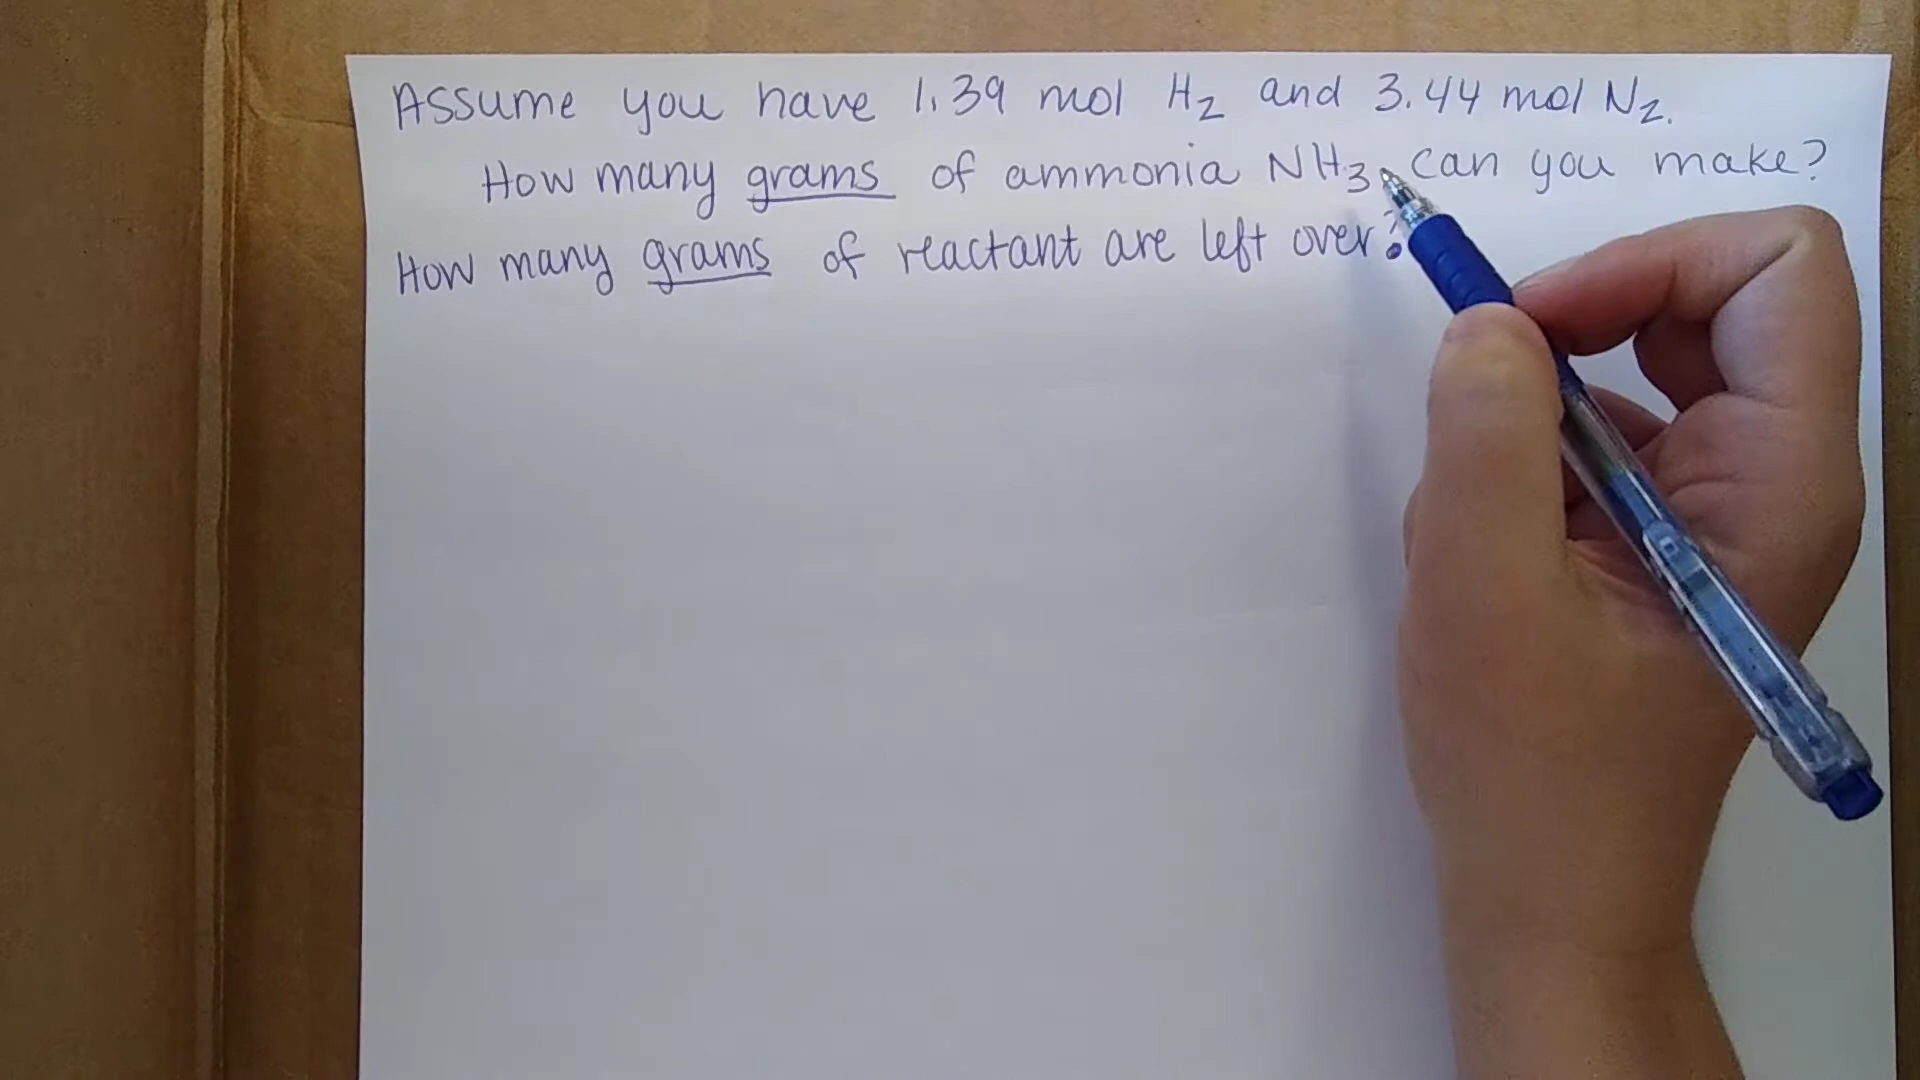 Assume you have 1.39 mol H2 and 3.44 mol N2.
How many grams of ammonia NH3 can you make?
How many grams of reactant are left over?